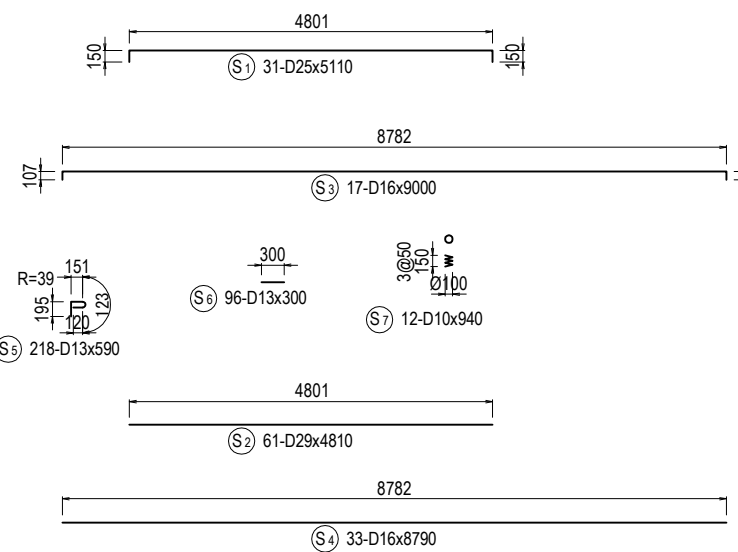 4801
150
150
S1 31-D25x5110
8782
107
S3 17-D16x9000
151
R=39
195
123
120
S5 218-D13x590
300
S6 96-D13x300
3@50
150
Ø100
S7 12-D10x940
4801
S2 61-D29x4810
8782
S4 33-D16x8790